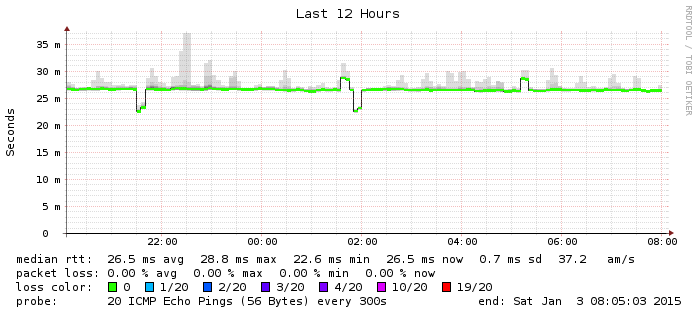 Last 12 Hours
RRDTOOL / TOBI OETIKER
Seconds
35 m
30 m
25 m
20 m
15 m
10 m
5 m
0
22:00 00:00 02:00 04:00 06:00 08:00
median rtt: 26.5 ms avg 28.8 ms max 22.6 ms min 26.5 ms now 0.7 ms sd 37.2 am/s
packet loss: 0.00 % avg 0.00 % max 0.00 % min 0.00 % now
loss color: 0 1/20 2/20 3/20 4/20 10/20 19/20
probe: 20 ICMP Echo Pings (56 Bytes) every 300s end: Sat Jan 3 08:05:03 2015